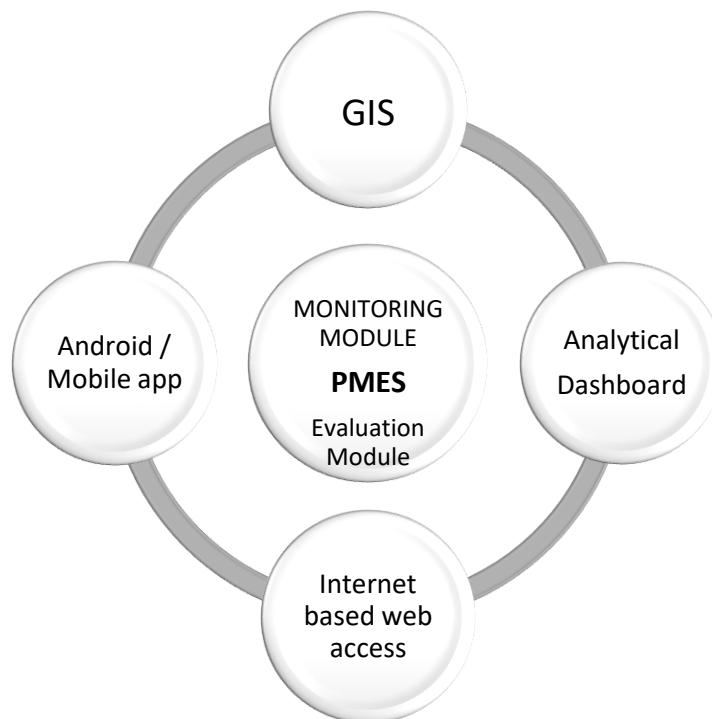 GIS
Android /
Mobile app
MONITORING
MODULE
PMES
Evaluation
Module
Analytical
Dashboard
Internet
based web
access